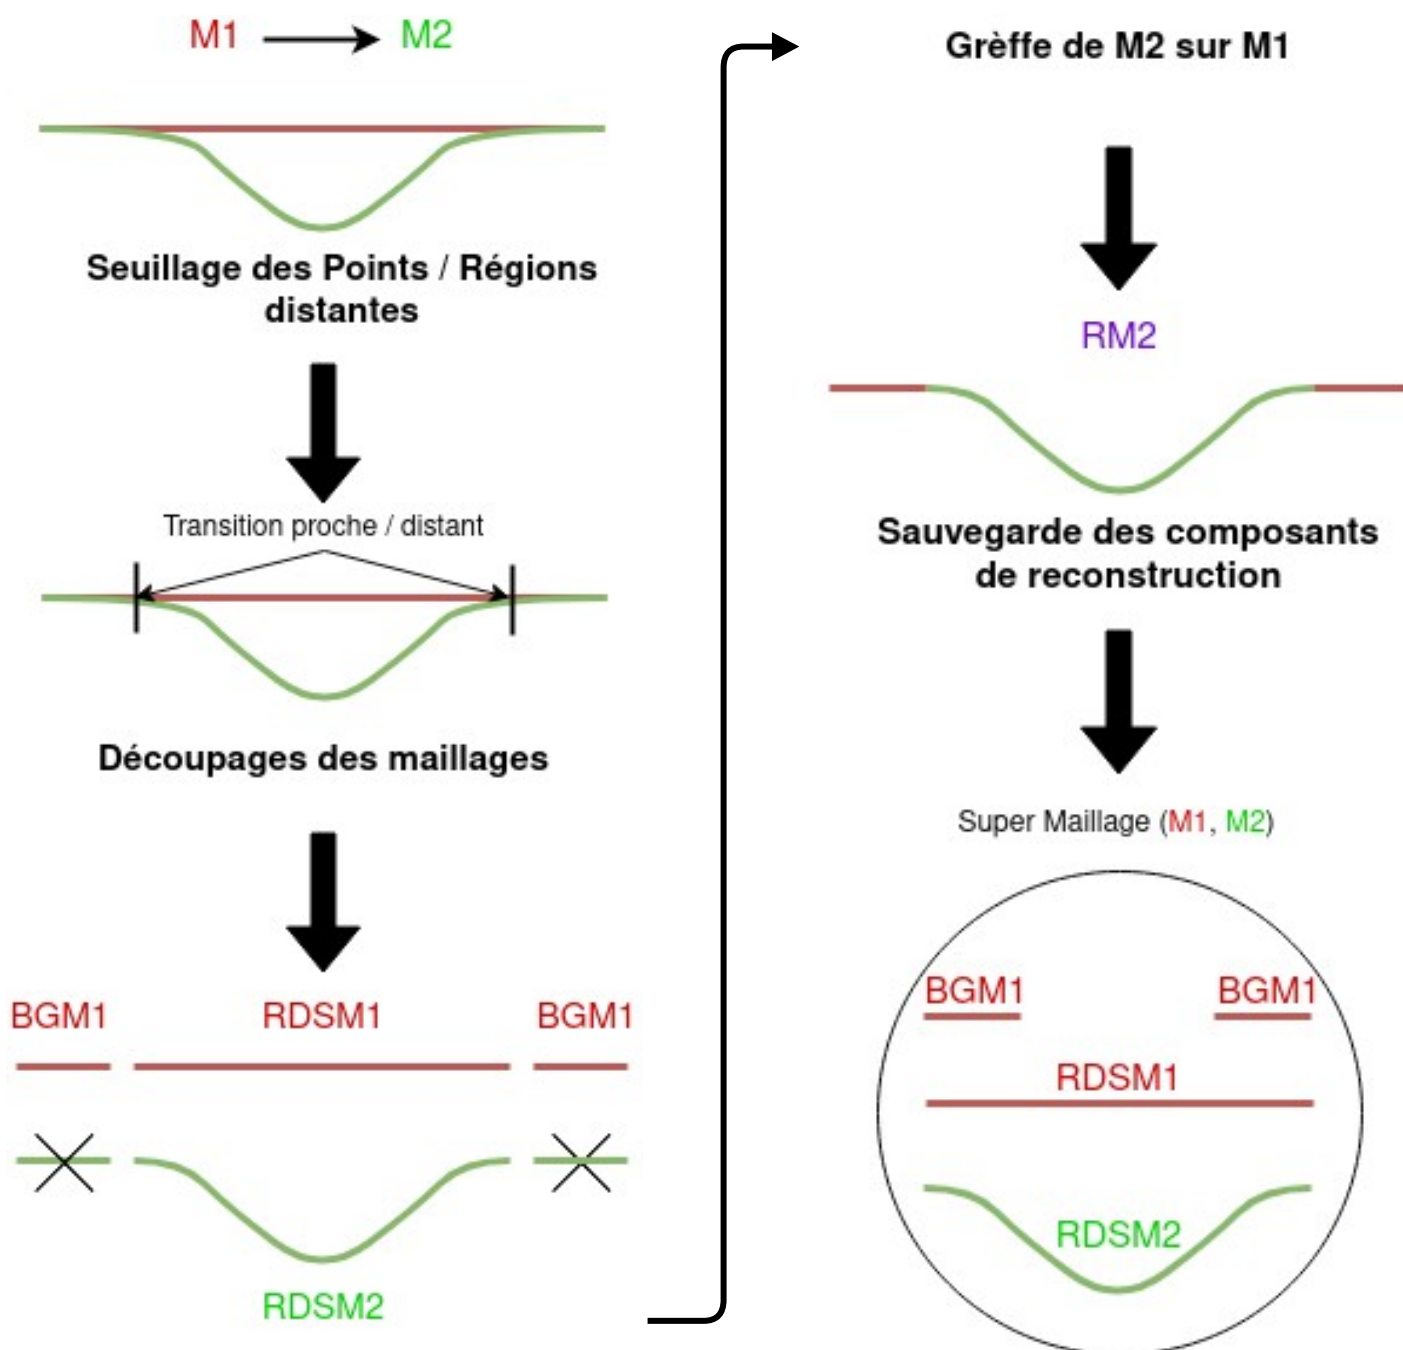 M1 M2
Seuillage des Points / Régions
distantes
Transition proche / distant
Découpages des maillages
BGM1 RDSM1 BGM1
RDSM2
Grèffe de M2 sur M1
RM2
Sauvegarde des composants
de reconstruction
Super Maillage (M1, M2)
BGM1 BGM1
RDSM1
RDSM2